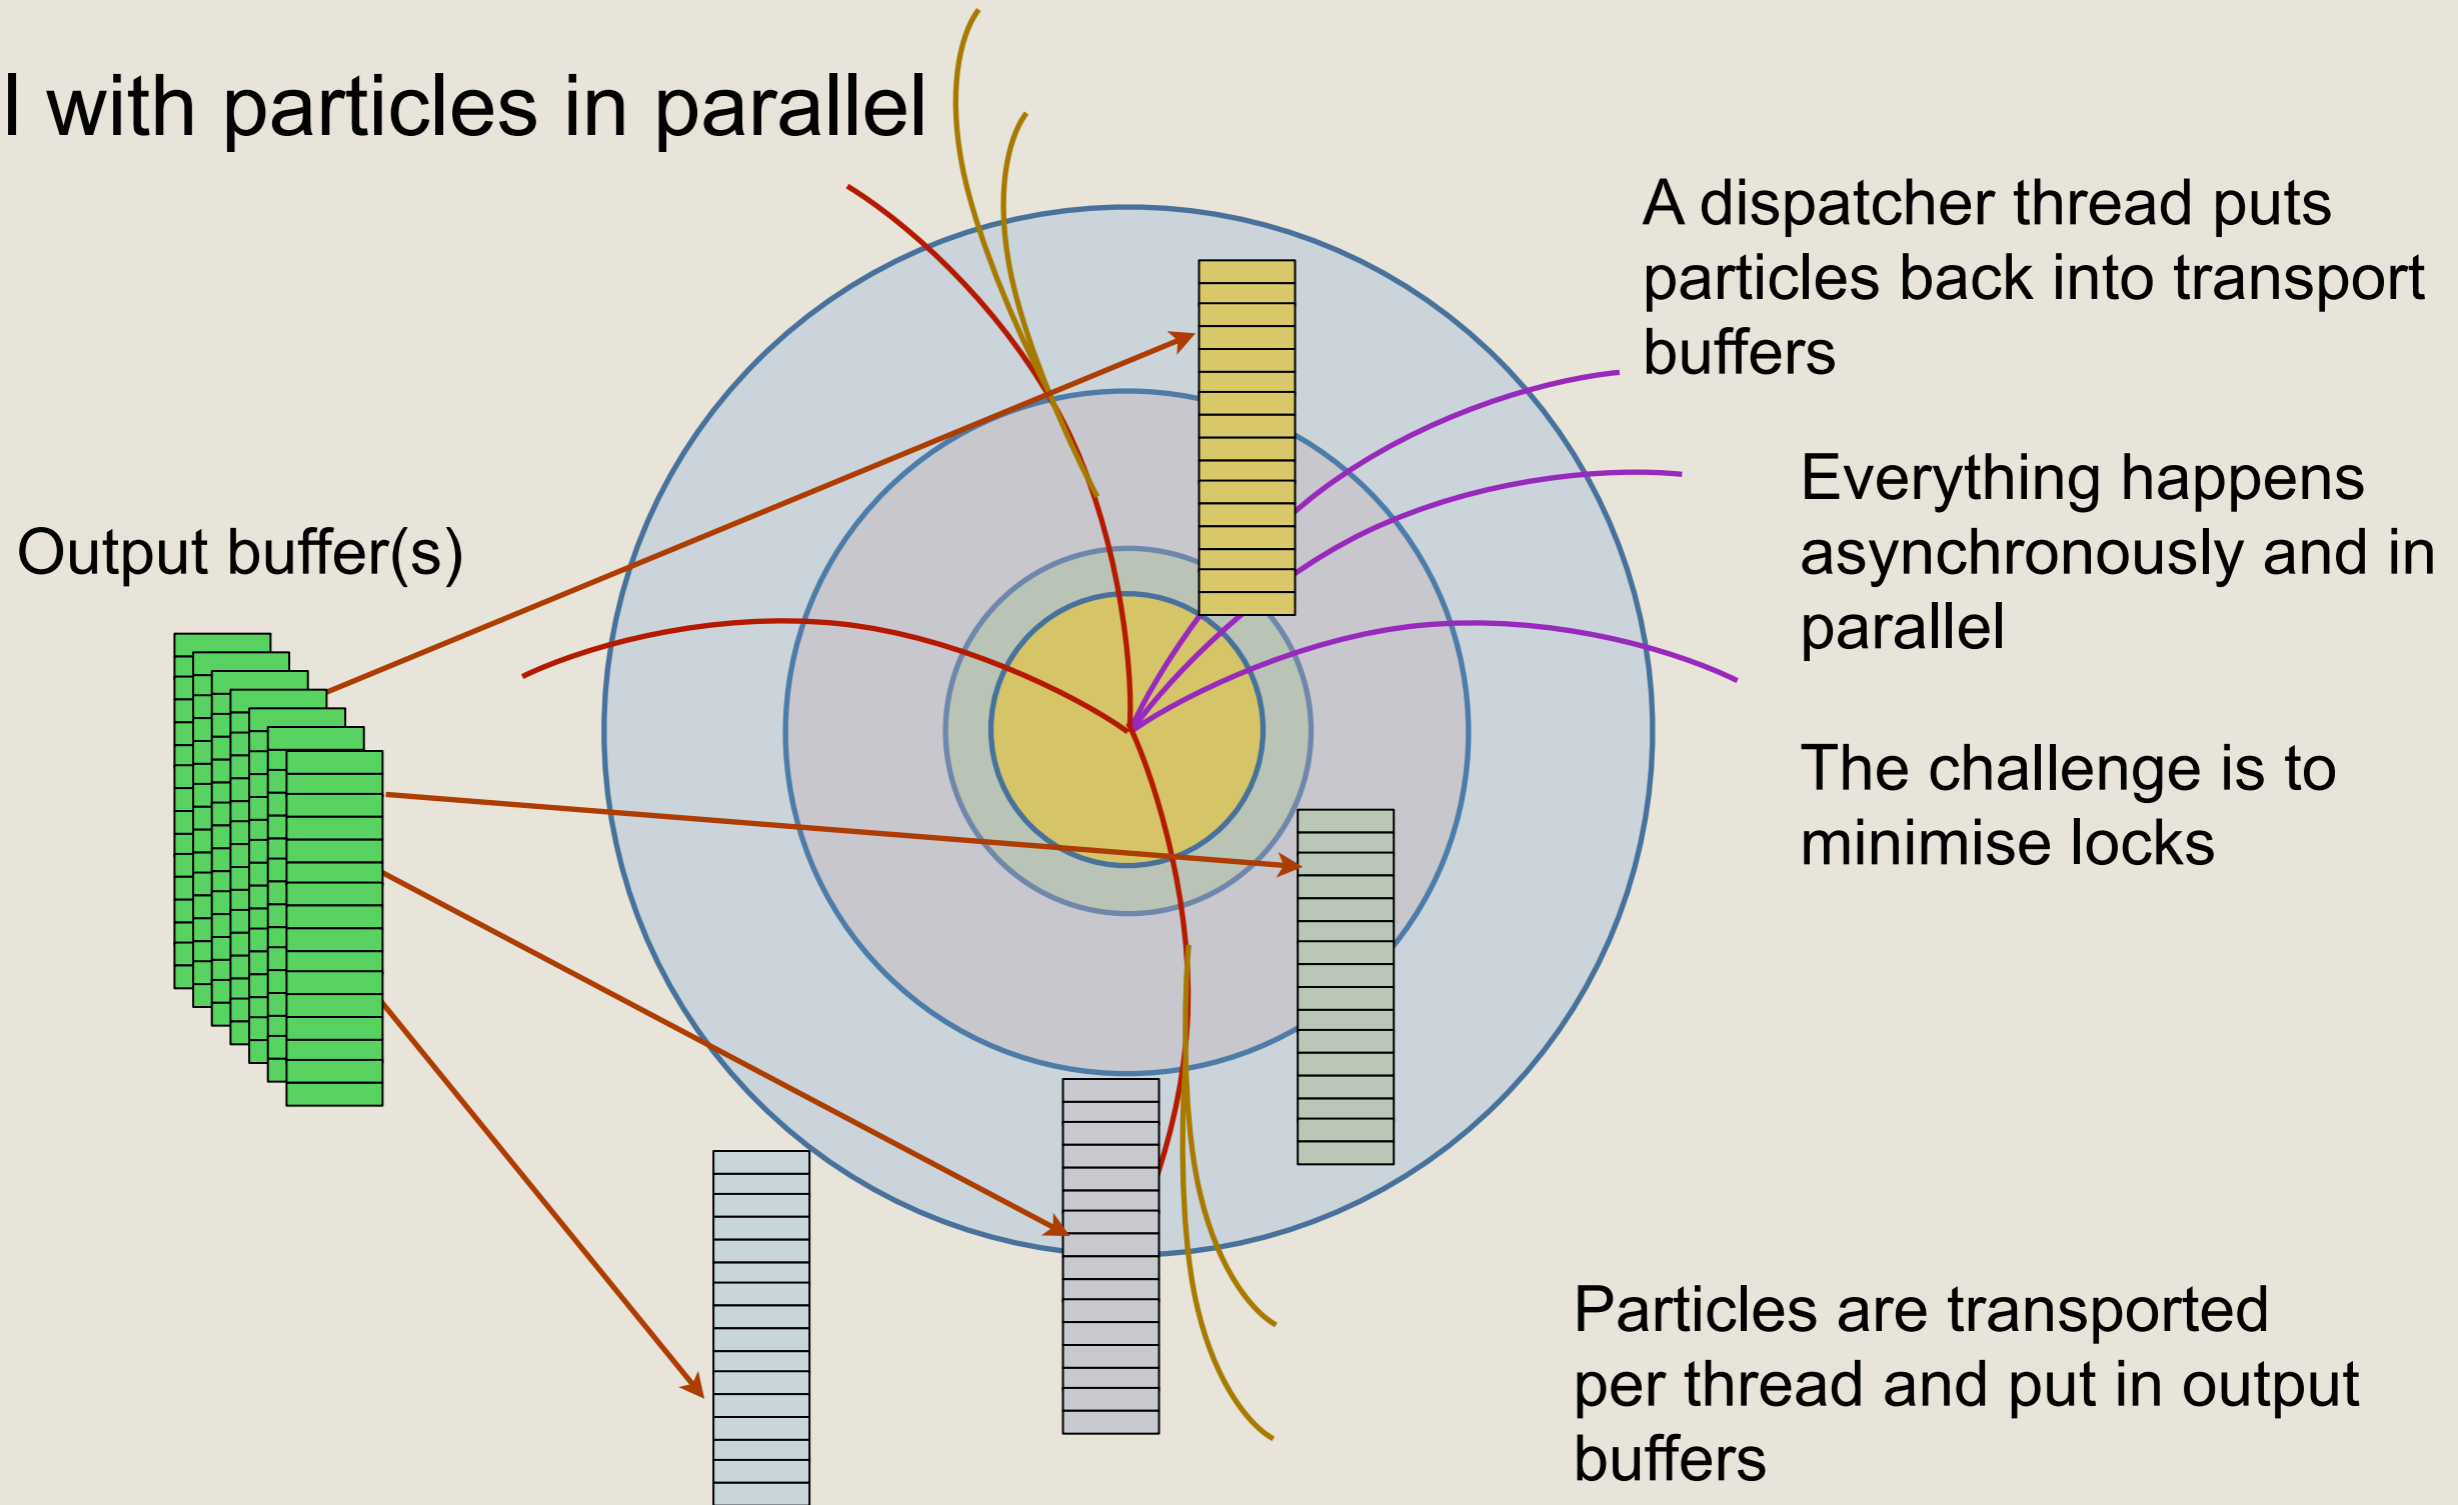 l with particles in parallel
A dispatcher thread puts
particles back into transport
buffers
Everything happens
asynchronously and in
parallel
Output buffer(s)
The challenge is to
minimise locks
Particles are transported
per thread and put in output
buffers